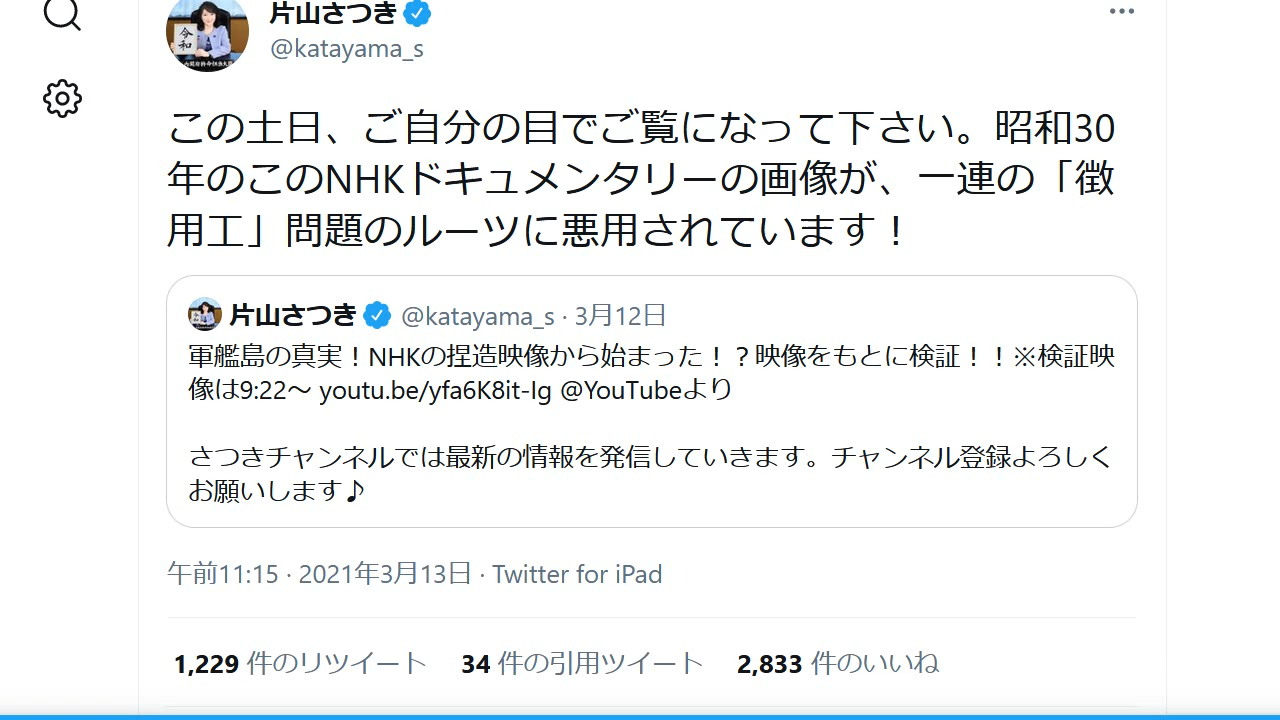 片山さつき
@katayama_s
令和
この土日、ご自分の目でご覧になって下さい。昭和30
年のこのNHKドキュメンタリーの画像が、一連の「徴
用工」問題のルーツに悪用されています！
片山さつき @katayama_s · 3月12日
軍艦島の真実！NHKの捏造映像から始まった！？映像をもとに検証！！※検証映
像は9:22〜 youtu.be/yfa6K8it-Ig @YouTubeより
さつきチャンネルでは最新の情報を発信していきます。チャンネル登録よろしく
お願いします♪
午前11:15 · 2021年3月13日 · Twitter for iPad
1,229 件のリツイート 34 件の引用ツイート 2,833 件のいいね